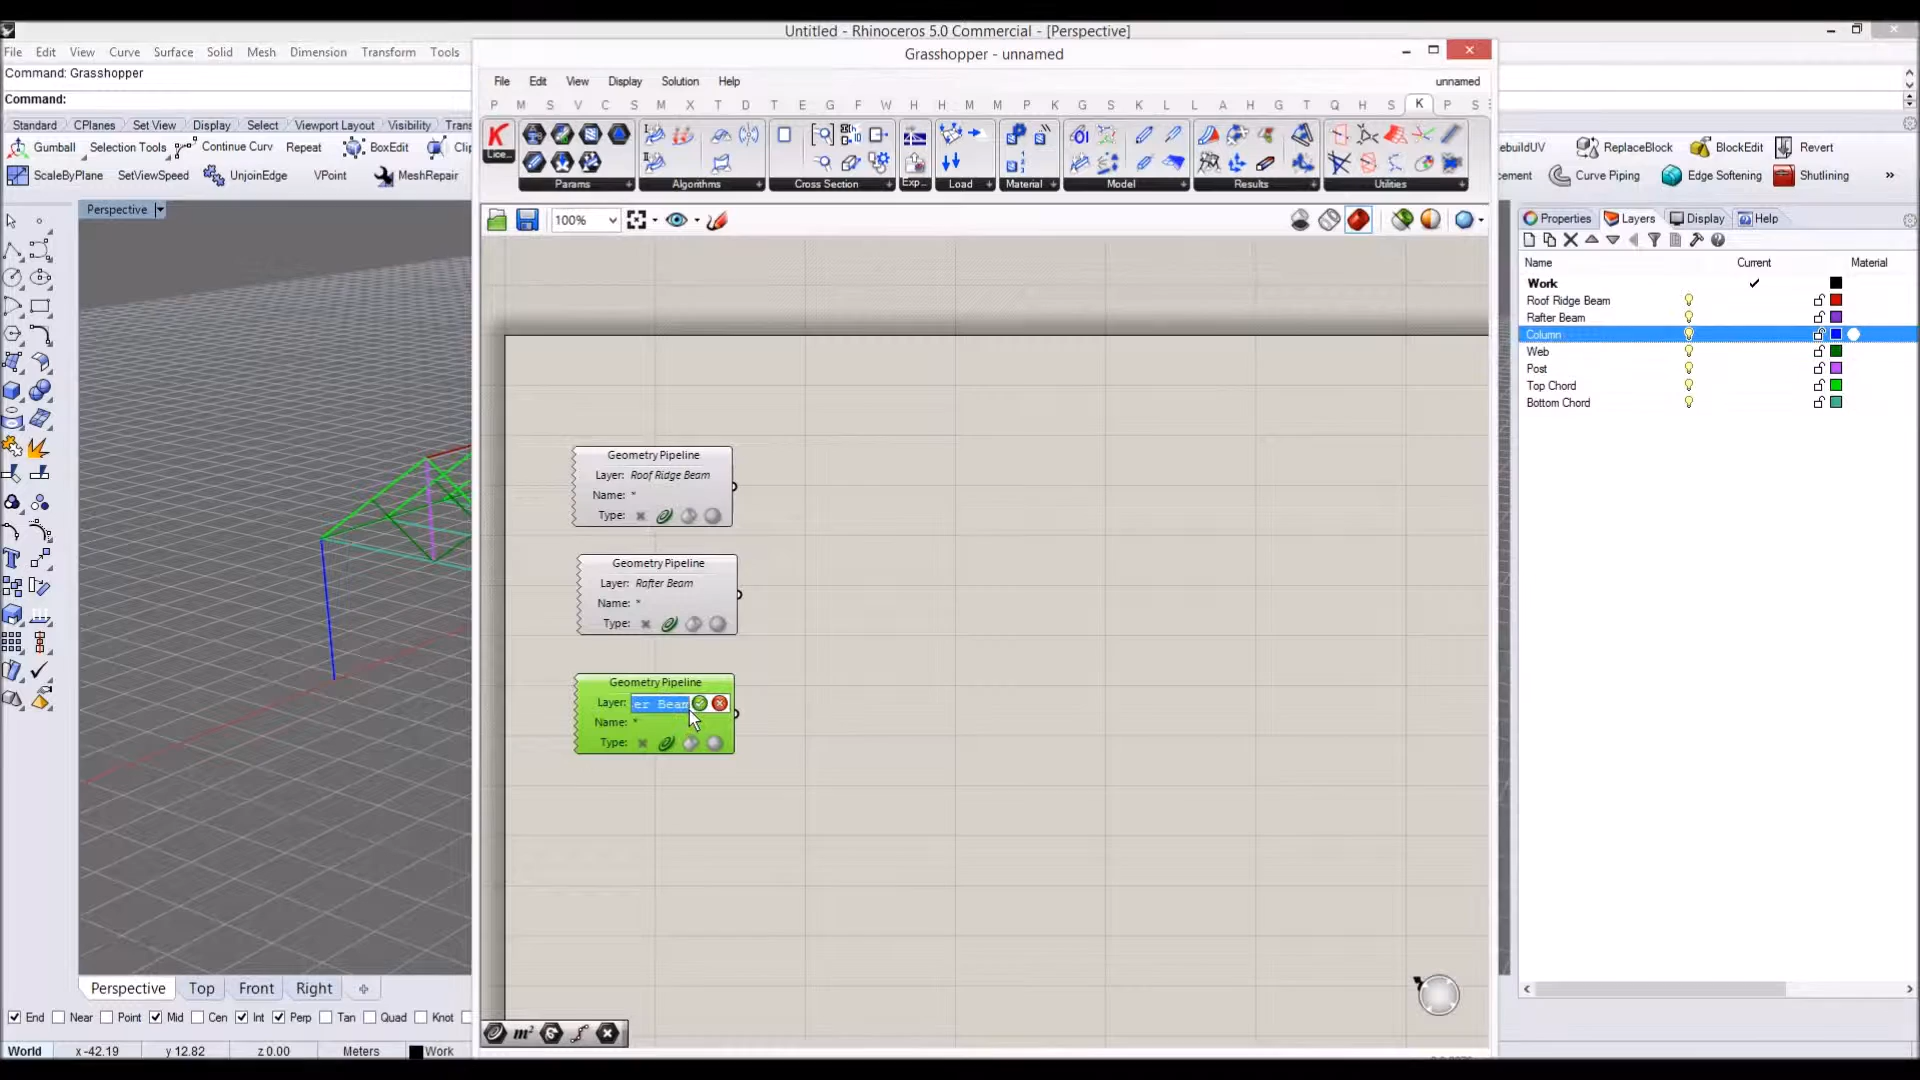 Untitled - Rhinoceros 5.0 Commercial - [Perspective]
File Edit View Curve Surface Solid Mesh Dimension Transform Tools
Command: Grasshopper
Command:
Standard CPlanes Set View Display Select Viewport Layout Visibility Trans
Gumball Selection Tools Continue Curv Repeat BoxEdit Clip
ScaleByPlane SetViewSpeed UnjoinEdge VPoint MeshRepair
Perspective
Grasshopper - unnamed
File Edit View Display Solution Help unnamed
P M S V C S M X T D T E G F W H H M M P K G S K L L A H G T Q H S K P S
Lice...
Params Algorithms Cross Section Exp... Load Material Model Results Utilities
100%
Geometry Pipeline
Layer: Roof Ridge Beam
Name: *
Type:
Geometry Pipeline
Layer: Rafter Beam
Name: *
Type:
Geometry Pipeline
Layer: er Beam
Name: *
Type:
m²
ebuildUV ReplaceBlock BlockEdit Revert
cement Curve Piping Edge Softening Shutlining »
Properties Layers Display Help
Name Current Material
Work
Roof Ridge Beam
Rafter Beam
Column
Web
Post
Top Chord
Bottom Chord
Perspective Top Front Right
End Near Point Mid Cen Int Perp Tan Quad Knot
World x -42.19 y 12.82 z 0.00 Meters Work